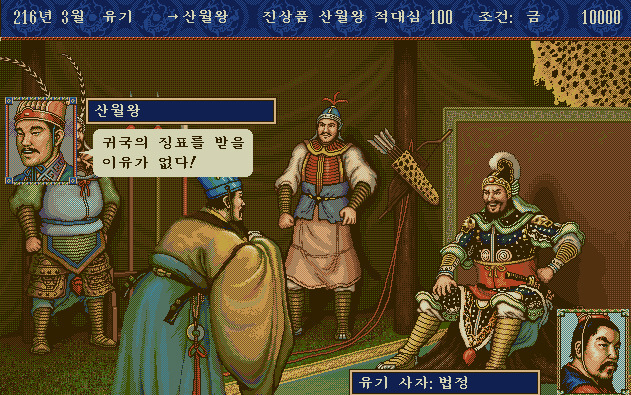 216년 3월 유기 →산월왕 진상품 산월왕 적대심 100 조건: 금 10000
산월왕
귀국의 징표를 받을
이유가 없다!
유기 사자: 법정